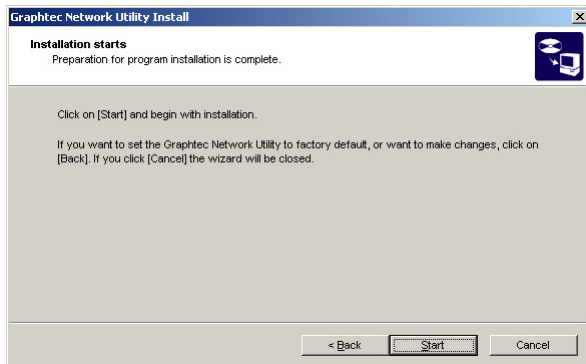 Graphtec Network Utility Install
Installation starts
Preparation for program installation is complete.
Click on [Start] and begin with installation.
If you want to set the Graphtec Network Utility to factory default, or want to make changes, click on
[Back]. If you click [Cancel] the wizard will be closed.
< Back Start Cancel